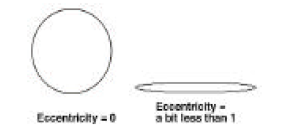 Eccentricity = 0
Eccentricity =
a bit less than 1